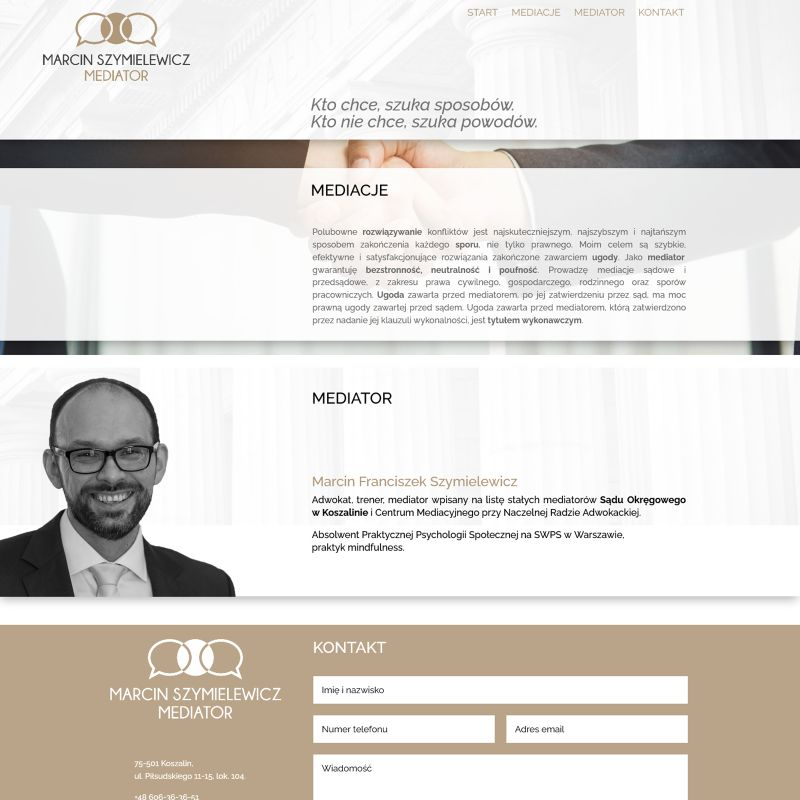 START MEDIACJE MEDIATOR KONTAKT
MARCIN SZYMIELEWICZ
MEDIATOR
Kto chce, szuka sposobów.
Kto nie chce, szuka powodów.
MEDIACJE
Polubowne rozwiązywanie konfliktów jest najskuteczniejszym, najszybszym i najtańszym
sposobem zakończenia każdego sporu, nie tylko prawnego. Moim celem są szybkie,
efektywne i satysfakcjonujące rozwiązania zakończone zawarciem ugody. Jako mediator
gwarantuję bezstronność, neutralność i poufność. Prowadzę mediacje sądowe i
przedsądowe, z zakresu prawa cywilnego, gospodarczego, rodzinnego oraz sporów
pracowniczych. Ugoda zawarta przed mediatorem, po jej zatwierdzeniu przez sąd, ma moc
prawną ugody zawartej przed sądem. Ugoda zawarta przed mediatorem, którą zatwierdzono
przez nadanie jej klauzuli wykonalności, jest tytułem wykonawczym.
MEDIATOR
Marcin Franciszek Szymielewicz
Adwokat, trener, mediator wpisany na listę stałych mediatorów Sądu Okręgowego
w Koszalinie i Centrum Mediacyjnego przy Naczelnej Radzie Adwokackiej.
Absolwent Praktycznej Psychologii Społecznej na SWPS w Warszawie,
praktyk mindfulness.
MARCIN SZYMIELEWICZ
MEDIATOR
75-501 Koszalin,
ul. Piłsudskiego 11-15, lok. 104
+48 606-36-36-51
KONTAKT
Imię i nazwisko
Numer telefonu Adres email
Wiadomość